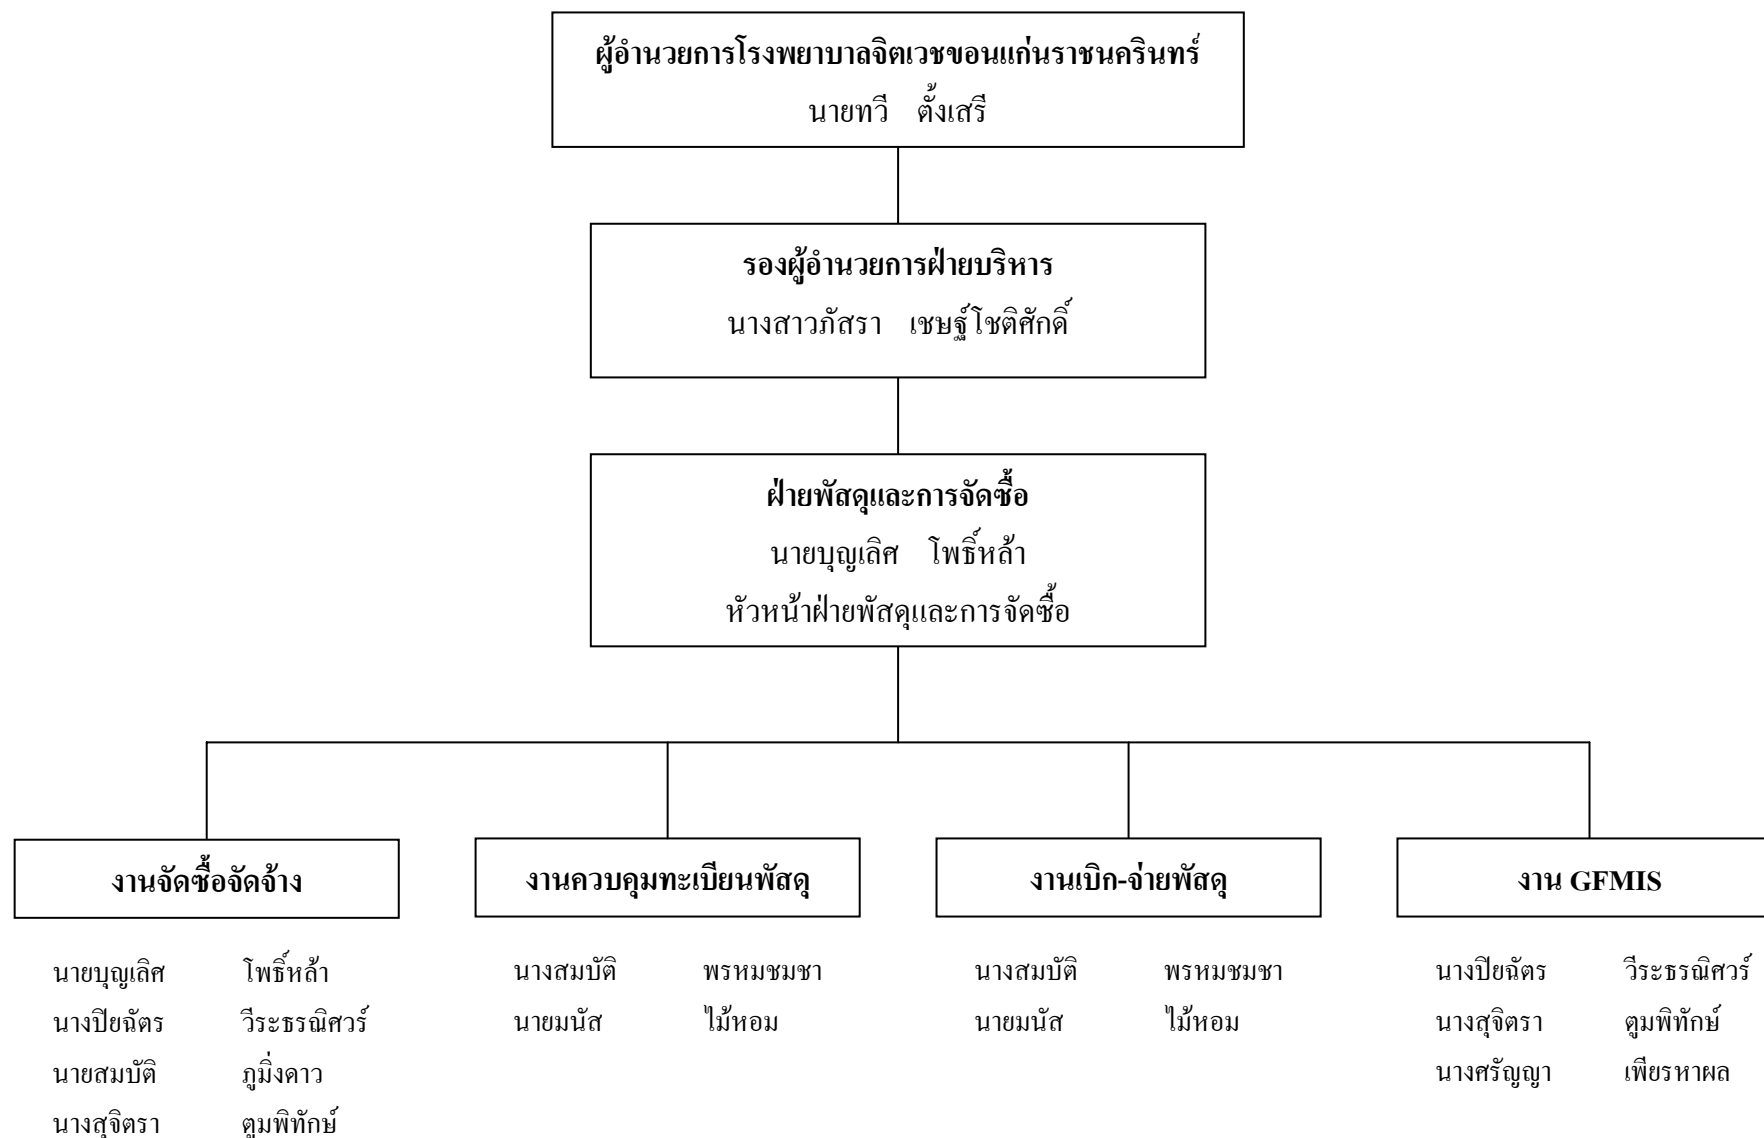 ผู้อำนวยการโรงพยาบาลจิตเวชขอนแก่นราชนครินทร์
นายทวี ตั้งเสรี
รองผู้อำนวยการฝ่ายบริหาร
นางสาวภัสรา เชษฐ์โชติศักดิ์
ฝ่ายพัสดุและการจัดซื้อ
นายบุญเลิศ โพธิ์หล้า
หัวหน้าฝ่ายพัสดุและการจัดซื้อ
งานจัดซื้อจัดจ้าง
นายบุญเลิศ โพธิ์หล้า
นางปิยฉัตร วีระธรณิศวร์
นายสมบัติ ภูมิ่งดาว
นางสุจิตรา ตูมพิทักษ์
งานควบคุมทะเบียนพัสดุ
นางสมบัติ พรหมชมชา
นายมนัส ไม้หอม
งานเบิก-จ่ายพัสดุ
นางสมบัติ พรหมชมชา
นายมนัส ไม้หอม
งาน GFMIS
นางปิยฉัตร วีระธรณิศวร์
นางสุจิตรา ตูมพิทักษ์
นางศรัญญา เพียรหาผล